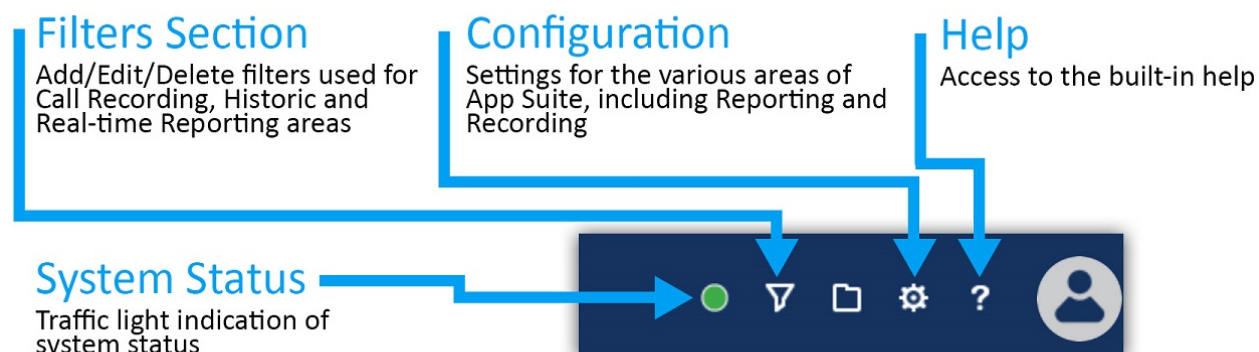 Filters Section
Add/Edit/Delete filters used for
Call Recording, Historic and
Real-time Reporting areas
Configuration
Settings for the various areas of
App Suite, including Reporting and
Recording
Help
Access to the built-in help
System Status
Traffic light indication of
system status
?